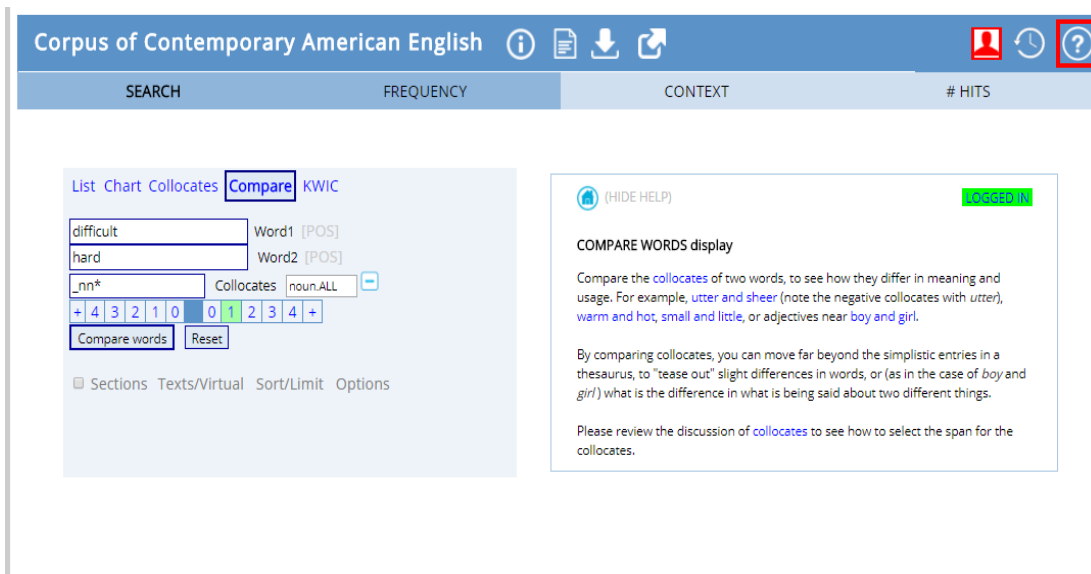 Corpus of Contemporary American English
SEARCH FREQUENCY CONTEXT # HITS
List Chart Collocates Compare KWIC
difficult Word1 [POS]
hard Word2 [POS]
_nn* Collocates noun.ALL
+ 4 3 2 1 0 0 1 2 3 4 +
Compare words Reset
Sections Texts/Virtual Sort/Limit Options
(HIDE HELP) LOGGED IN
COMPARE WORDS display
Compare the collocates of two words, to see how they differ in meaning and
usage. For example, utter and sheer (note the negative collocates with utter),
warm and hot, small and little, or adjectives near boy and girl.
By comparing collocates, you can move far beyond the simplistic entries in a
thesaurus, to "tease out" slight differences in words, or (as in the case of boy and
girl) what is the difference in what is being said about two different things.
Please review the discussion of collocates to see how to select the span for the
collocates.